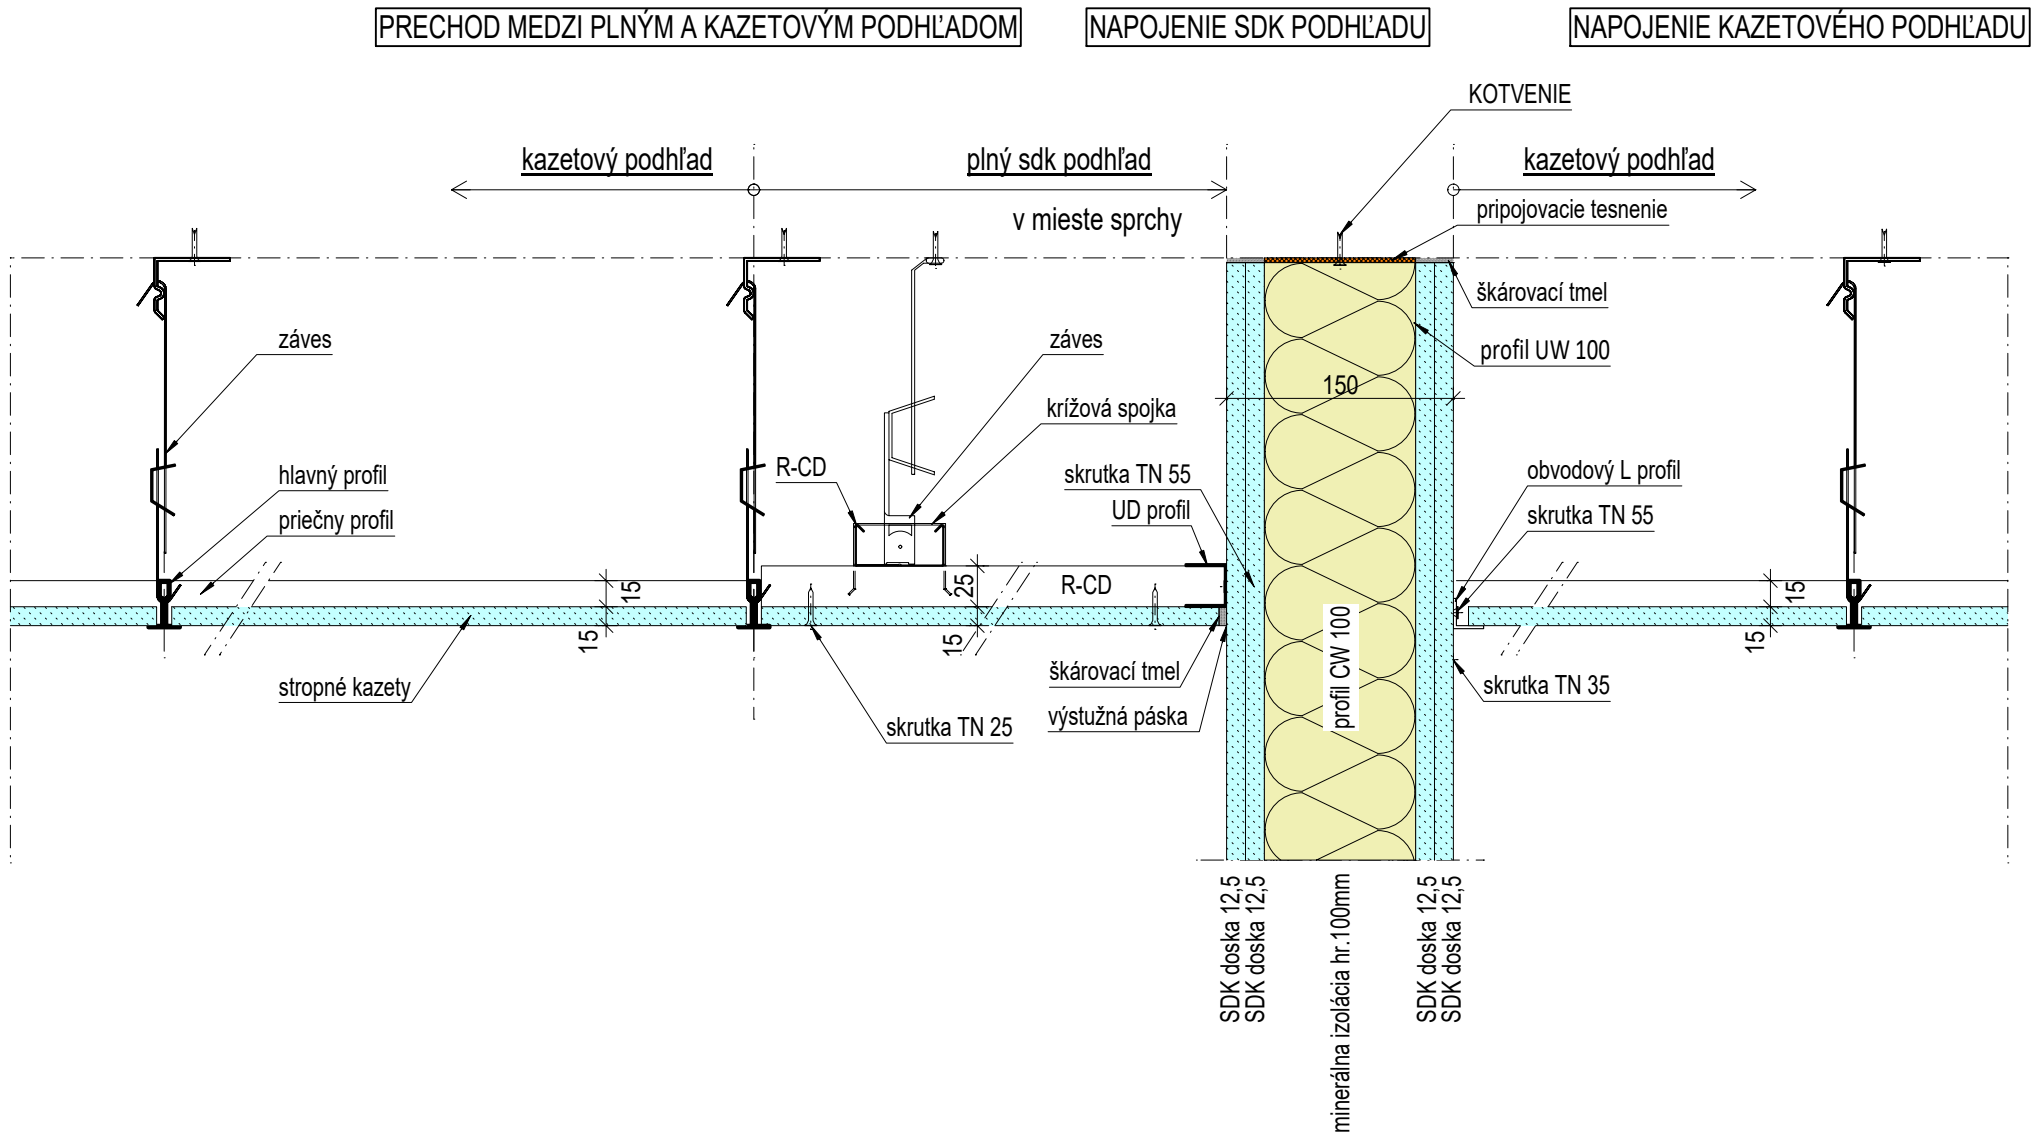 PRECHOD MEDZI PLNÝM A KAZETOVÝM PODHĽADOM
NAPOJENIE SDK PODHĽADU
NAPOJENIE KAZETOVÉHO PODHĽADU
KOTVENIE
kazetový podhľad
plný sdk podhľad
kazetový podhľad
v mieste sprchy
pripojovacie tesnenie
škárovací tmel
záves
záves
profil UW 100
150
krížová spojka
R-CD
skrutka TN 55
obvodový L profil
hlavný profil
UD profil
skrutka TN 55
priečny profil
R-CD
15
25
15
15
15
15
profil CW 100
škárovací tmel
skrutka TN 35
stropné kazety
výstužná páska
skrutka TN 25
SDK doska 12,5
SDK doska 12,5
minerálna izolácia hr.100mm
SDK doska 12,5
SDK doska 12,5